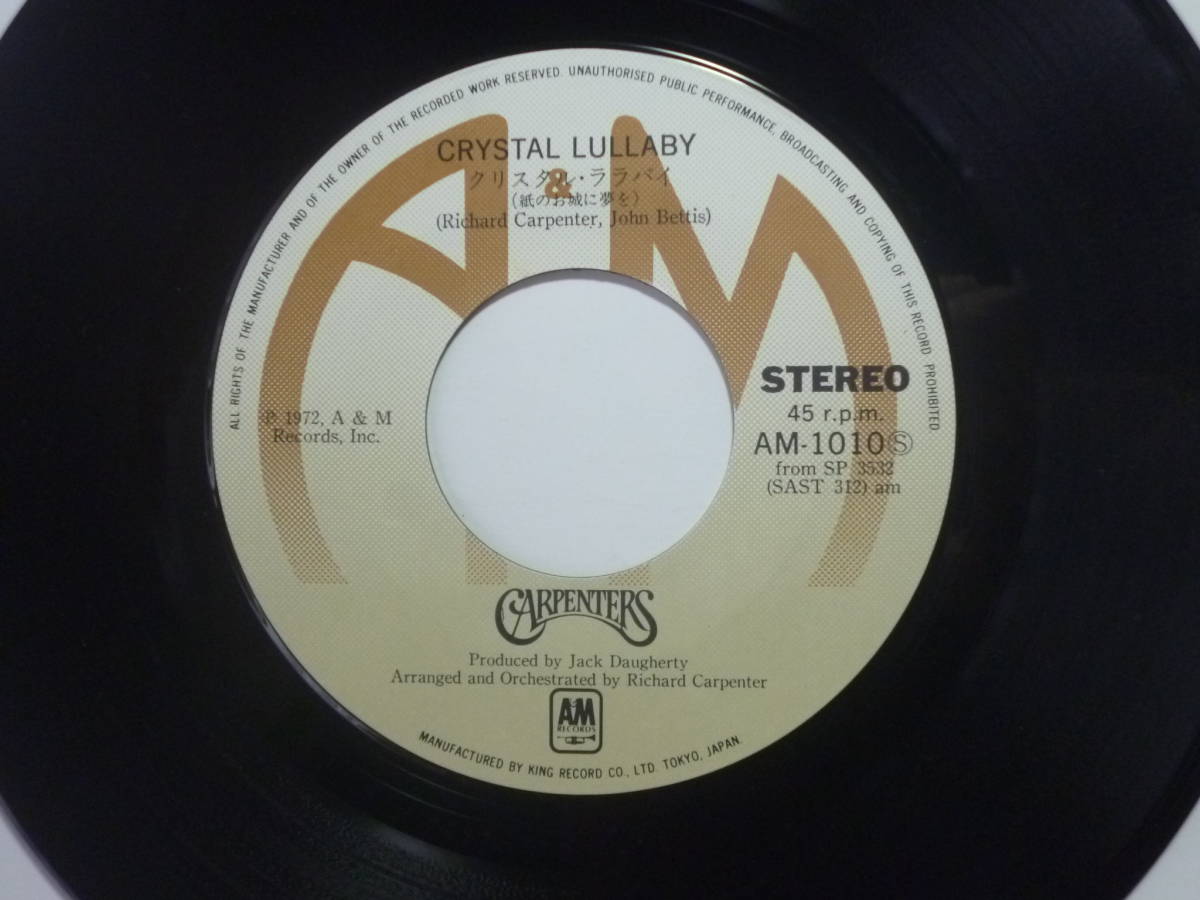 ALL RIGHTS OF THE MANUFACTURER AND OF THE OWNER OF THE RECORDED WORK RESERVED. UNAUTHORISED PUBLIC PERFORMANCE, BROADCASTING AND COPYING OF THIS RECORD PROHIBITED.
A&M
CRYSTAL LULLABY
クリスタル・ララバイ
(紙のお城に夢を)
(Richard Carpenter, John Bettis)
℗ 1972, A & M
Records, Inc.
STEREO
45 r.p.m.
AM-1010Ⓢ
from SP 3532
(SAST 312) am
CARPENTERS
Produced by Jack Daugherty
Arranged and Orchestrated by Richard Carpenter
A&M
RECORDS
MANUFACTURED BY KING RECORD CO., LTD. TOKYO, JAPAN.